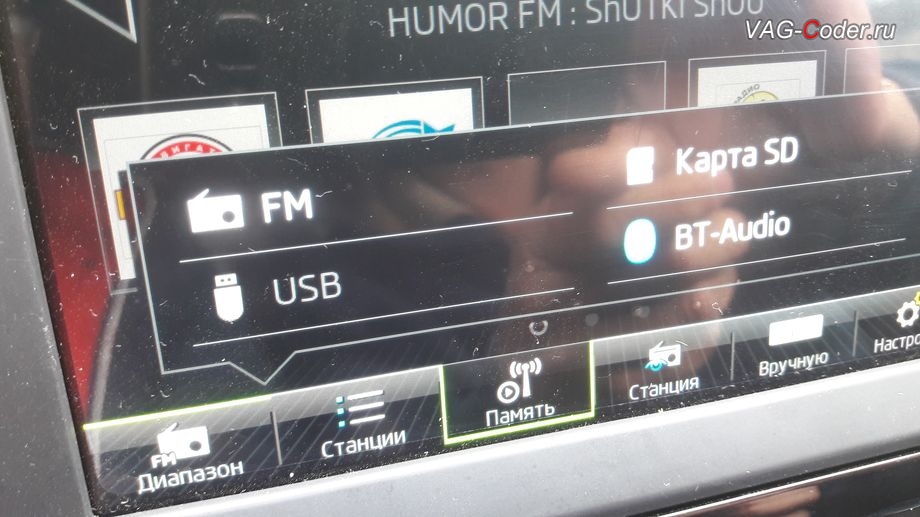 HUMOR FM : ShUTKI ShOU
VAG-Coder.ru
РАДИО
FM
Карта SD
USB
BT-Audio
FM
Диапазон
Станции
Память
Станция
Вручную
Настро